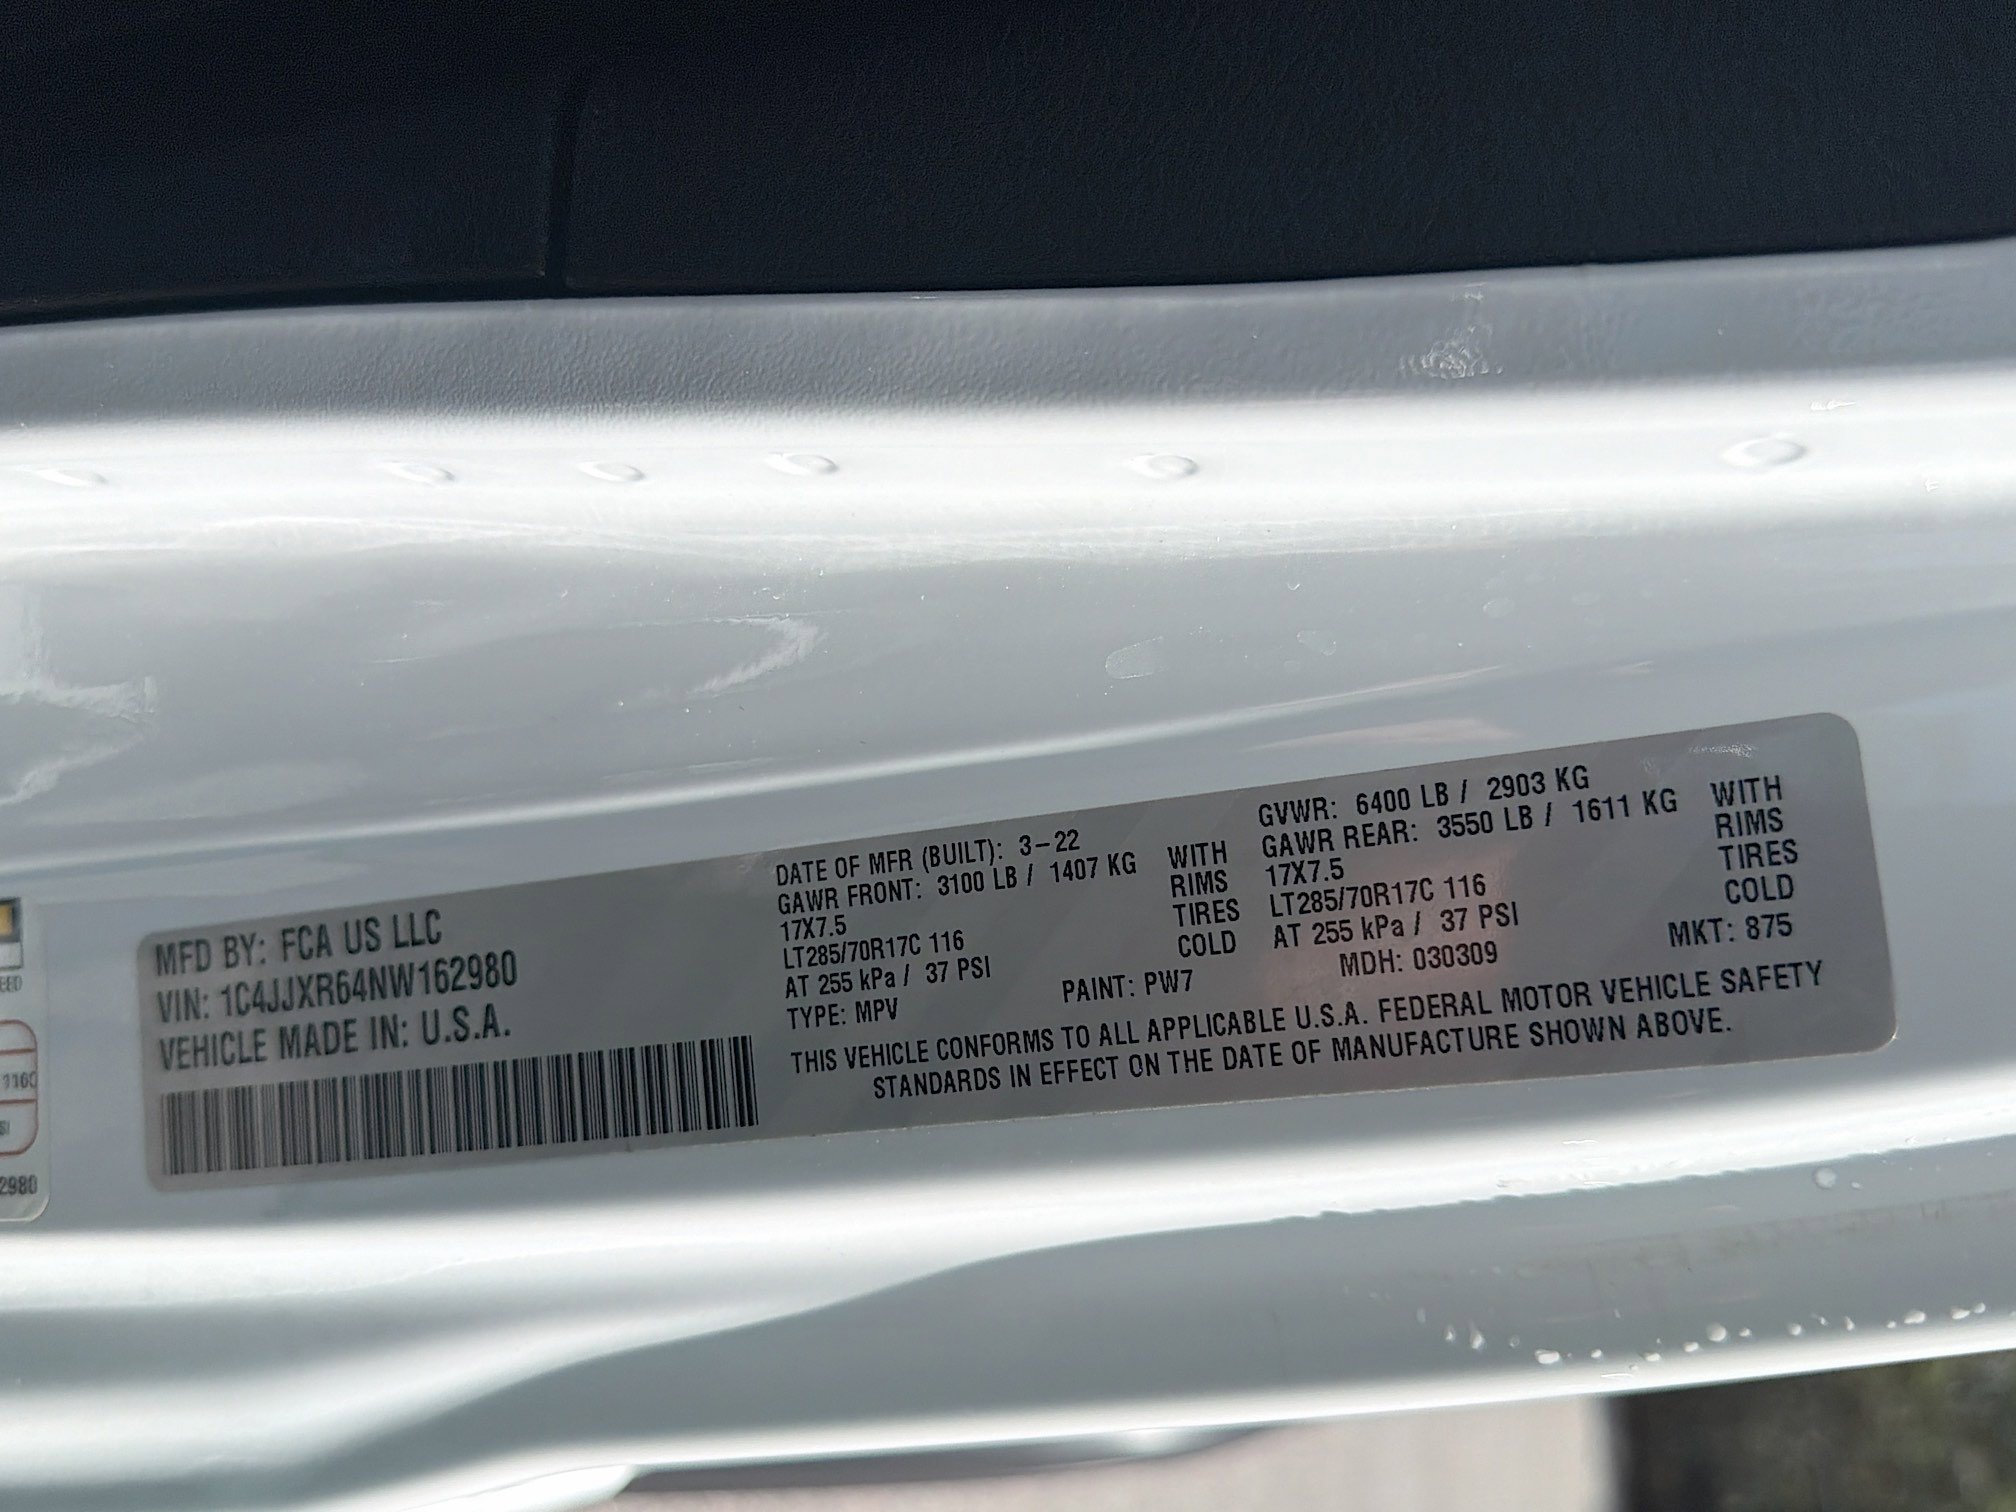 MFD BY: FCA US LLC
VIN: 1C4JJXR64NW162980
VEHICLE MADE IN: U.S.A.
DATE OF MFR (BUILT): 3-22
GAWR FRONT: 3100 LB / 1407 KG WITH
17X7.5 RIMS
LT285/70R17C 116 TIRES
AT 255 kPa / 37 PSI COLD
TYPE: MPV PAINT: PW7
GVWR: 6400 LB / 2903 KG
GAWR REAR: 3550 LB / 1611 KG WITH
17X7.5 RIMS
LT285/70R17C 116 TIRES
AT 255 kPa / 37 PSI COLD
MDH: 030309 MKT: 875
THIS VEHICLE CONFORMS TO ALL APPLICABLE U.S.A. FEDERAL MOTOR VEHICLE SAFETY
STANDARDS IN EFFECT ON THE DATE OF MANUFACTURE SHOWN ABOVE.
2980